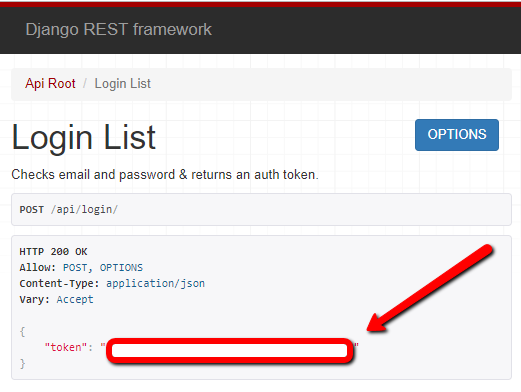 Django REST framework
Api Root / Login List
Login List
OPTIONS
Checks email and password & returns an auth token.
POST /api/login/
HTTP 200 OK
Allow: POST, OPTIONS
Content-Type: application/json
Vary: Accept
{
"token": " "
}